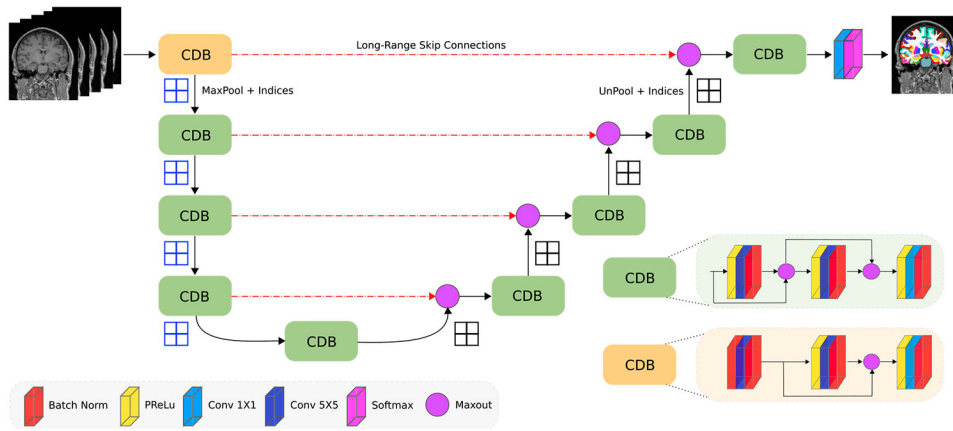 CDB
Long-Range Skip Connections
CDB
MaxPool + Indices
UnPool + Indices
CDB
CDB
CDB
CDB
CDB
CDB
CDB
CDB
CDB
Batch Norm
PReLu
Conv 1X1
Conv 5X5
Softmax
Maxout